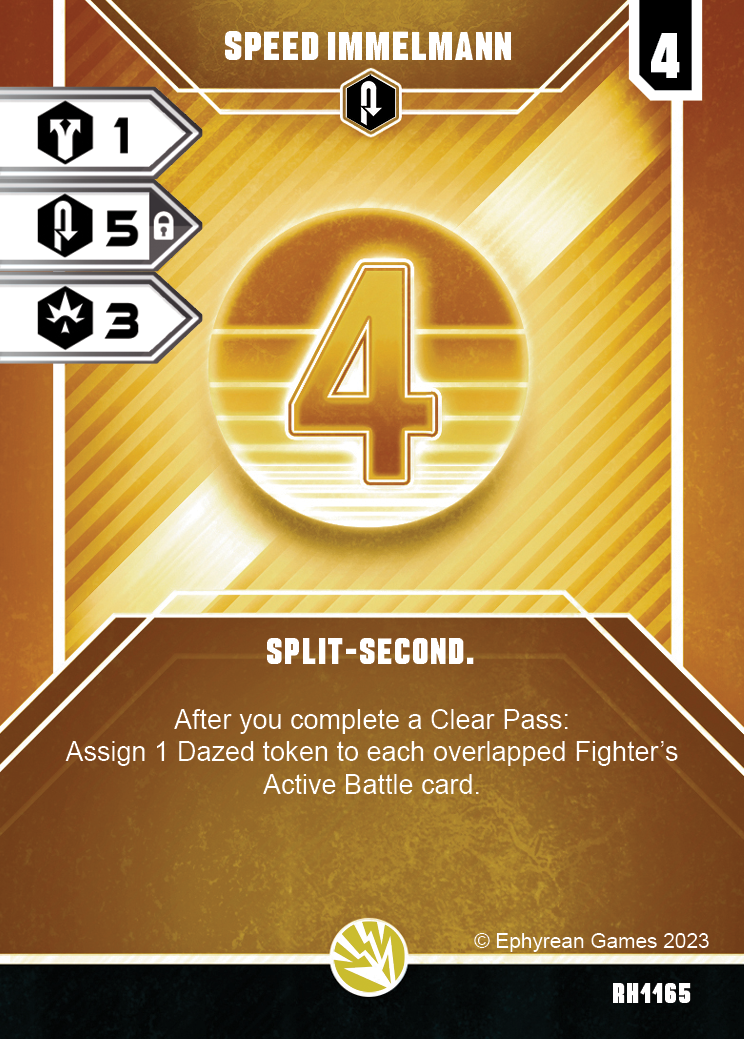 SPEED IMMELMANN
4
1
5
3
4
SPLIT-SECOND.
After you complete a Clear Pass:
Assign 1 Dazed token to each overlapped Fighter's
Active Battle card.
© Ephyrean Games 2023
RH1165